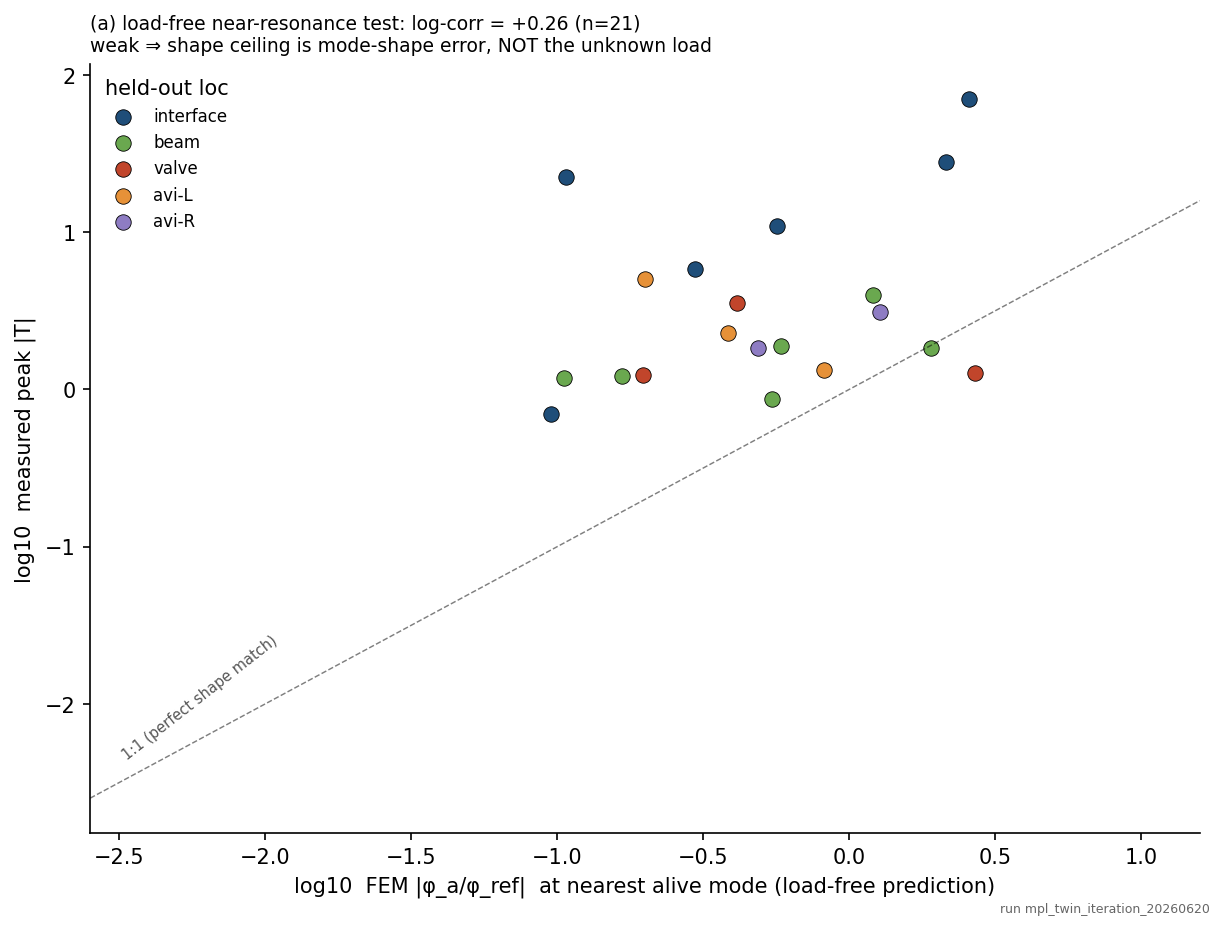 (a) load-free near-resonance test: log-corr = +0.26 (n=21)
weak ⇒ shape ceiling is mode-shape error, NOT the unknown load
held-out loc
interface
beam
valve
avi-L
avi-R
2
1
0
−1
−2
log10  measured peak |T|
1:1 (perfect shape match)
−2.5
−2.0
−1.5
−1.0
−0.5
0.0
0.5
1.0
log10  FEM |φ_a/φ_ref|  at nearest alive mode (load-free prediction)
run mpl_twin_iteration_20260620